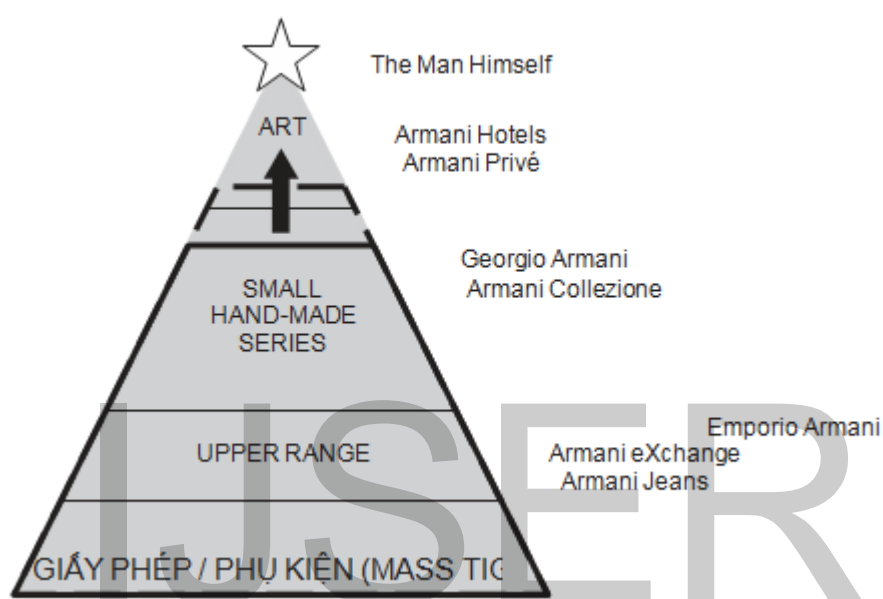 The Man Himself
ART
Armani Hotels
Armani Privé
Georgio Armani
Armani Collezione
SMALL
HAND-MADE
SERIES
Emporio Armani
UPPER RANGE
Armani eXchange
Armani Jeans
GIẤY PHÉP / PHỤ KIỆN (MASS TIG
IJSER